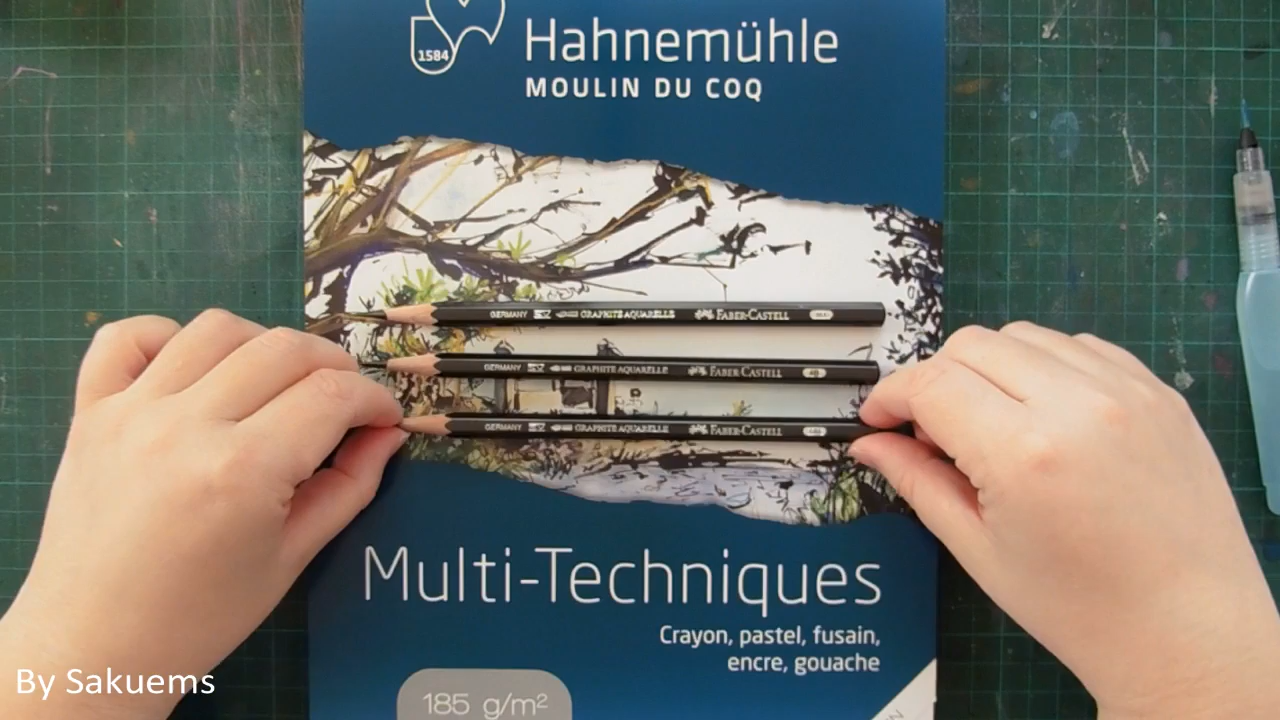 1584
Hahnemühle
MOULIN DU COQ
GERMANY GRAPHITE AQUARELLE FABER-CASTELL
GERMANY GRAPHITE AQUARELLE FABER-CASTELL
GERMANY GRAPHITE AQUARELLE FABER-CASTELL
Multi-Techniques
Crayon, pastel, fusain,
encre, gouache
185 g/m²
By Sakuems